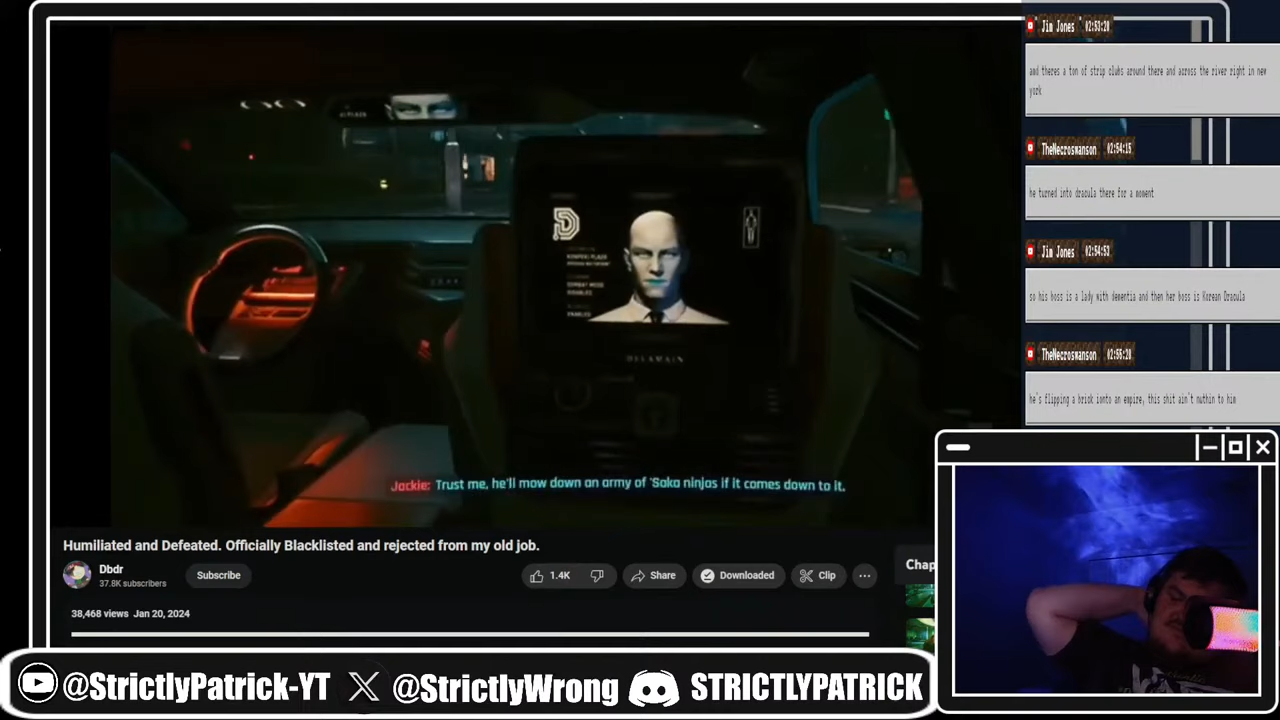 DELAMAIN
Jackie: Trust me, he'll mow down an army of 'Saka ninjas if it comes down to it.
Humiliated and Defeated. Officially Blacklisted and rejected from my old job.
Dbdr
37.8K subscribers
Subscribe
1.4K
Share
Downloaded
Clip
38,468 views Jan 20, 2024
Chap
Jim Jones 02:53:28
and theres a ton of strip clubs around there and across the river right in new
york
TheNecroswanson 02:54:15
he turned into dracula there for a moment
Jim Jones 02:54:53
so his boss is a lady with dementia and then her boss is Korean Dracula
TheNecroswanson 02:55:28
he's flipping a brisk ionto an empire, this shit ain't nuthin to him
@StrictlyPatrick-YT
@StrictlyWrong
STRICTLYPATRICK